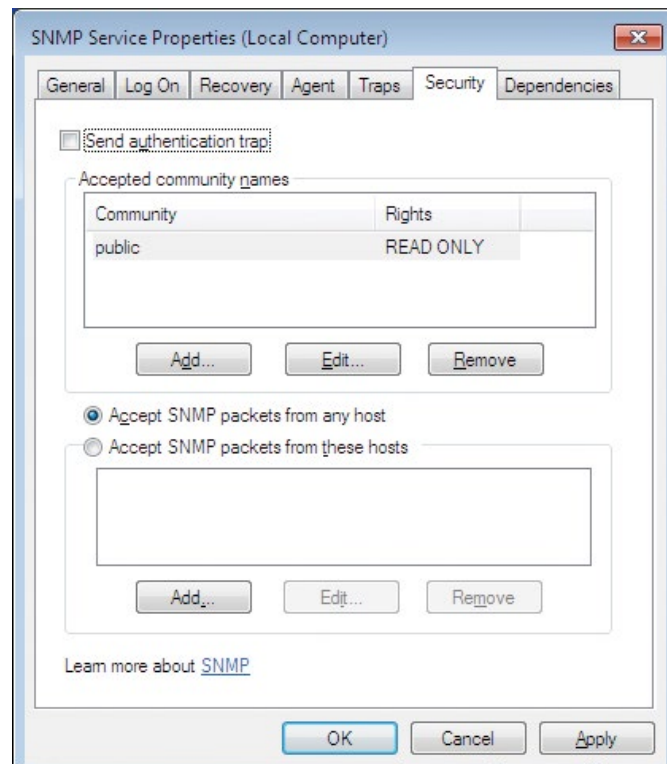 SNMP Service Properties (Local Computer)
General Log On Recovery Agent Traps Security Dependencies
Send authentication trap
Accepted community names
Community Rights
public READ ONLY
Add... Edit... Remove
Accept SNMP packets from any host
Accept SNMP packets from these hosts
Add... Edit... Remove
Learn more about SNMP
OK Cancel Apply